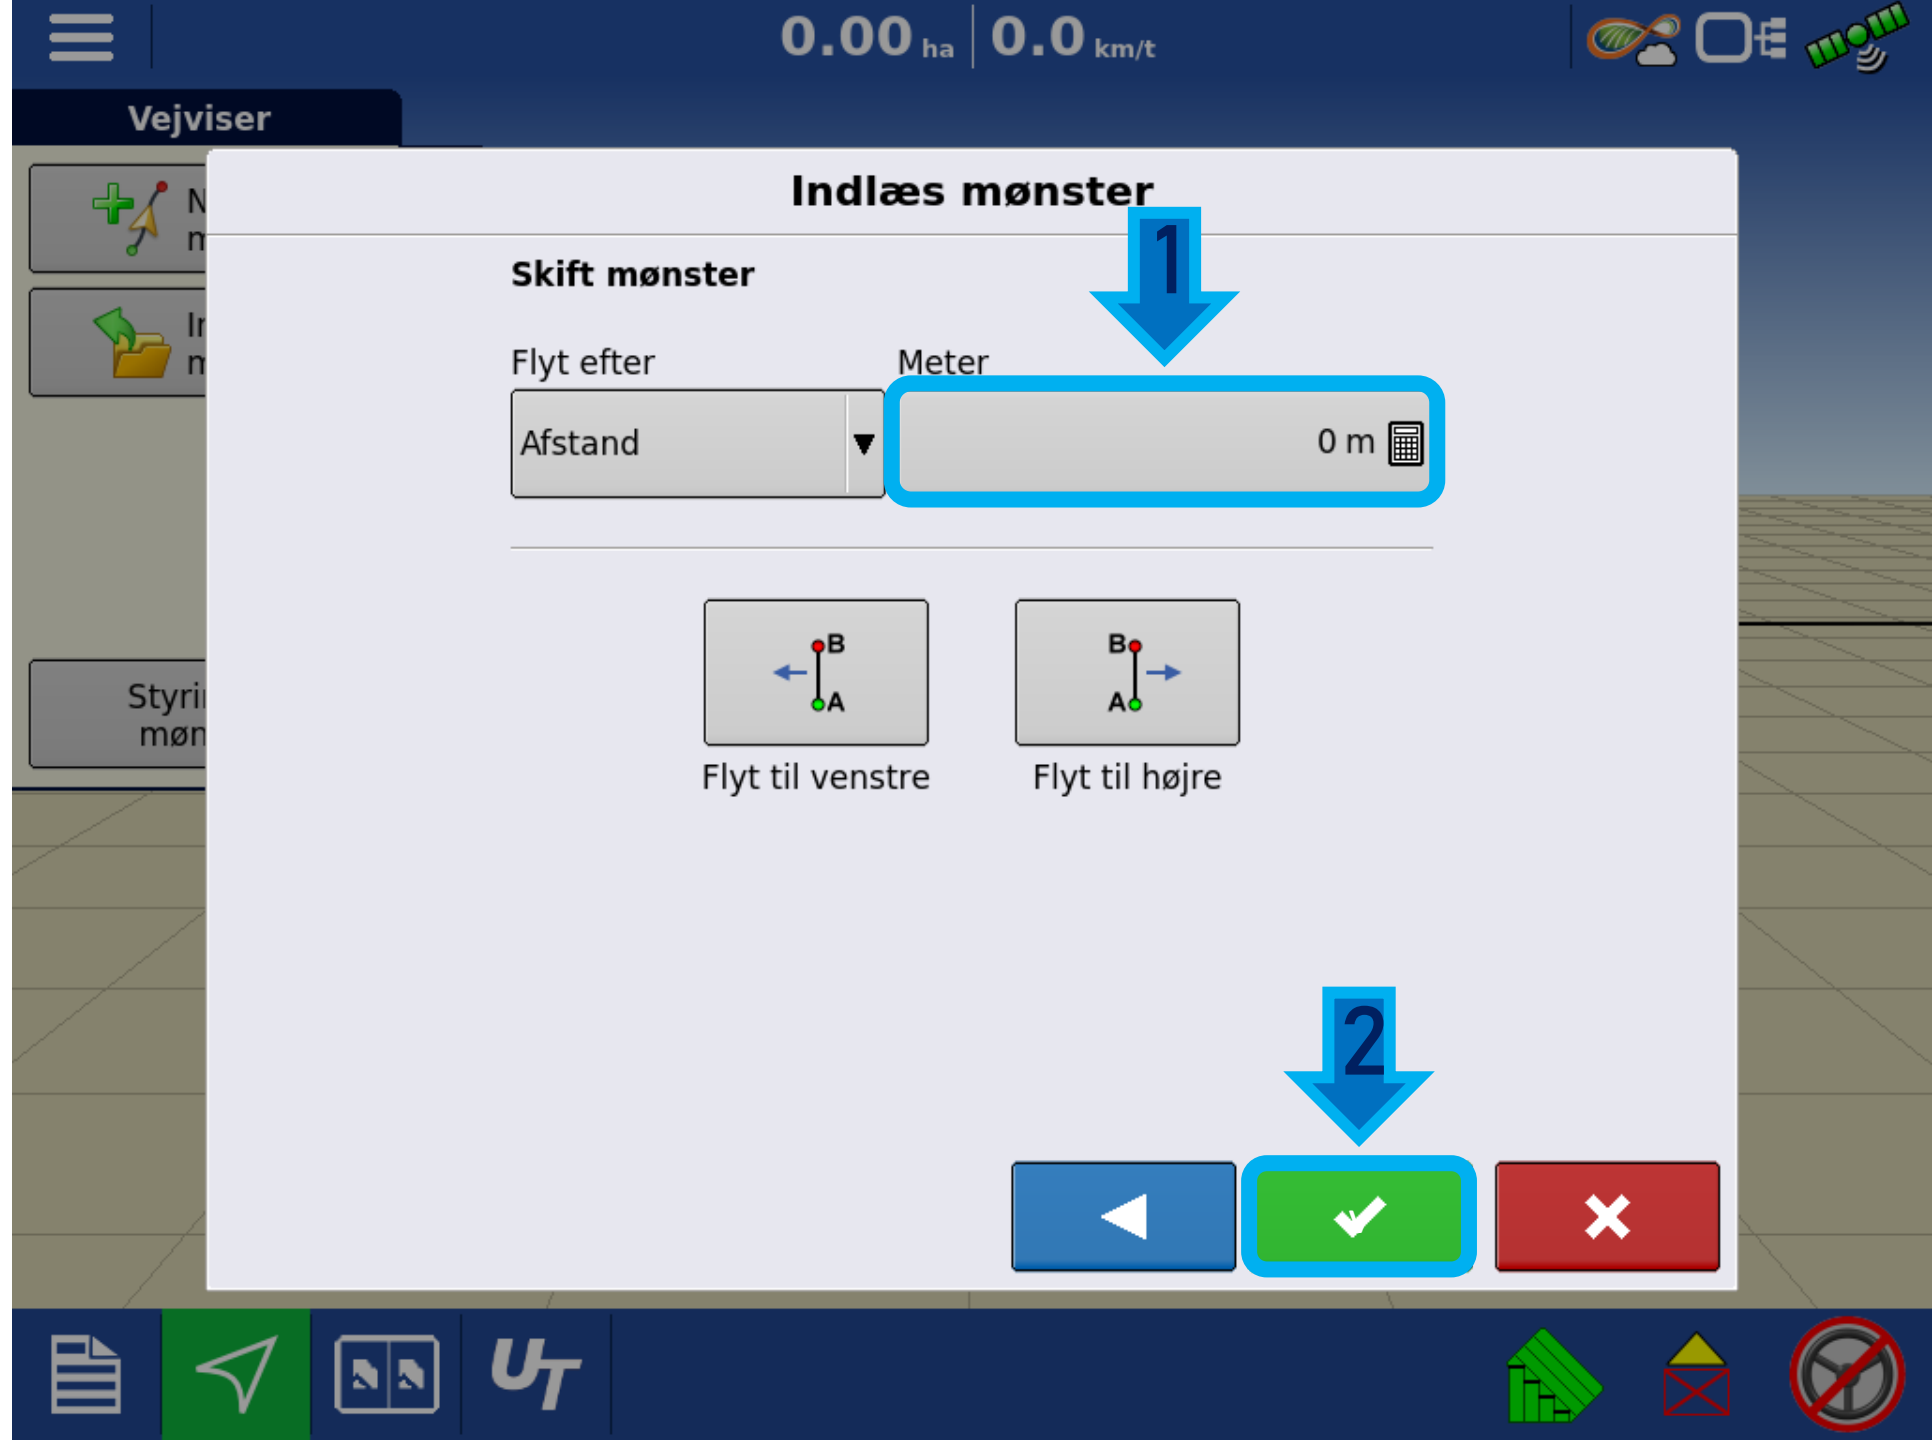 0.00 ha 0.0 km/t
Vejviser
Indlæs mønster
1
Skift mønster
Flyt efter Meter
Afstand 0 m
B B
A A
Flyt til venstre Flyt til højre
2
UT